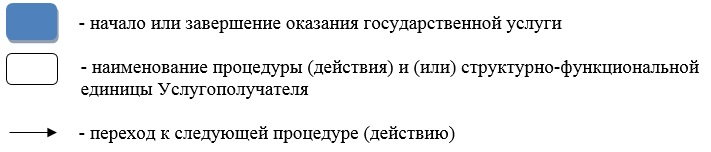 - начало или завершение оказания государственной услуги
- наименование процедуры (действия) и (или) структурно-функциональной
единицы Услугополучателя
- переход к следующей процедуре (действию)